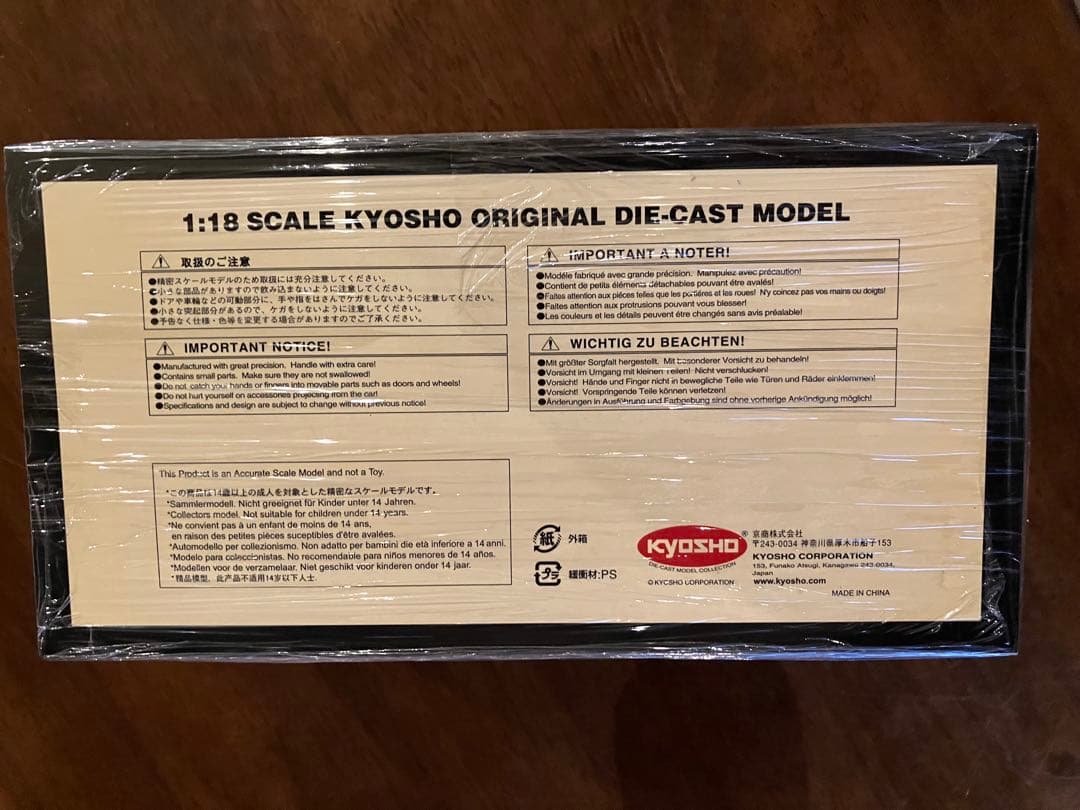 1:18 SCALE KYOSHO ORIGINAL DIE-CAST MODEL
取扱のご注意
●精密スケールモデルのため取扱には充分注意してください。
●小さな部品がありますので飲み込まないように注意してください。
●ドアや車輪などの可動部分に、手や指をはさんでケガをしないように注意してください。
●小さな突起部分があるので、ケガをしないように注意してください。
●予告なく仕様・色等を変更する場合がありますのでご了承ください。
IMPORTANT NOTICE!
●Manufactured with great precision. Handle with extra care!
●Contains small parts. Make sure they are not swallowed!
●Do not catch your hands or fingers into movable parts such as doors and wheels!
●Do not hurt yourself on accessories projecting from the car!
●Specifications and design are subject to change without previous notice!
IMPORTANT A NOTER!
●Modéle fabriqué avec grande précision. Manipulez avec précaution!
●Contient de petits éléments détachables pouvant être avalés!
●Faites attention aux pièces telles que les portières et les roues! N'y coincez pas vos mains ou doigts!
●Faites attention aux protrusions pouvant vous blesser!
●Les couleurs et les détails peuvent être changés sans avis préalable!
WICHTIG ZU BEACHTEN!
●Mit größter Sorgfalt hergestellt. Mit besonderer Vorsicht zu behandeln!
●Vorsicht im Umgang mit kleinen Teilen! Nicht verschlucken!
●Vorsicht! Hände und Finger nicht in bewegliche Teile wie Türen und Räder einklemmen!
●Vorsicht! Vorspringende Teile können verletzen!
●Änderungen in Ausführung und Farbgebung sind ohne vorherige Ankündigung möglich!
This Product is an Accurate Scale Model and not a Toy.
*この商品は14歳以上の成人を対象とした精密なスケールモデルです。
*Sammlermodell. Nicht greeignet für Kinder unter 14 Jahren.
*Collectors model. Not suitable for children under 14 years.
*Ne convient pas à un enfant de moins de 14 ans,
en raison des petites pièces suceptibles d'être avalées.
*Automodello per collezionismo. Non adatto per bambini die età inferiore a 14 anni.
*Modelo para coleccionistas. No recomendable para niños menores de 14 años.
*Modellen voor de verzamelaar. Niet geschikt voor kinderen onder 14 jaar.
*精品模型，此产品不适用14岁以下人士.
紙 外箱
プラ 緩衝材:PS
KYOSHO ®
DIE-CAST MODEL COLLECTION
© KYOSHO CORPORATION
京商株式会社
〒243-0034 神奈川県厚木市船子153
KYOSHO CORPORATION
153, Funako Atsugi, Kanagawa 243-0034,
Japan
www.kyosho.com
MADE IN CHINA